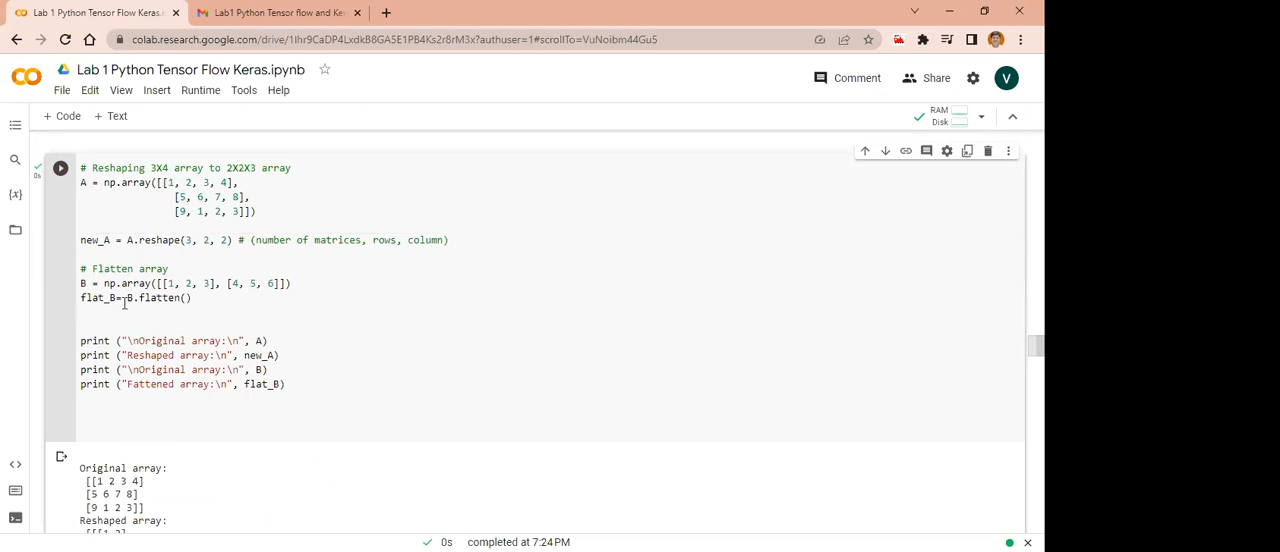 Lab 1 Python Tensor Flow Keras.i
Lab1 Python Tensor flow and Ke
colab.research.google.com/drive/1Ihr9CaDP4LxdkB8GA5E1PB4Ks2r8rM3x?authuser=1#scrollTo=VuNoibm44Gu5
Lab 1 Python Tensor Flow Keras.ipynb
Comment
Share
V
File Edit View Insert Runtime Tools Help
+ Code + Text
RAM
Disk
0s
# Reshaping 3X4 array to 2X2X3 array
A = np.array([[1, 2, 3, 4],
[5, 6, 7, 8],
[9, 1, 2, 3]])
new_A = A.reshape(3, 2, 2) # (number of matrices, rows, column)
# Flatten array
B = np.array([[1, 2, 3], [4, 5, 6]])
flat_B= B.flatten()
print ("\nOriginal array:\n", A)
print ("Reshaped array:\n", new_A)
print ("\nOriginal array:\n", B)
print ("Fattened array:\n", flat_B)
Original array:
[[1 2 3 4]
[5 6 7 8]
[9 1 2 3]]
Reshaped array:
[[[1 2]
0s completed at 7:24 PM